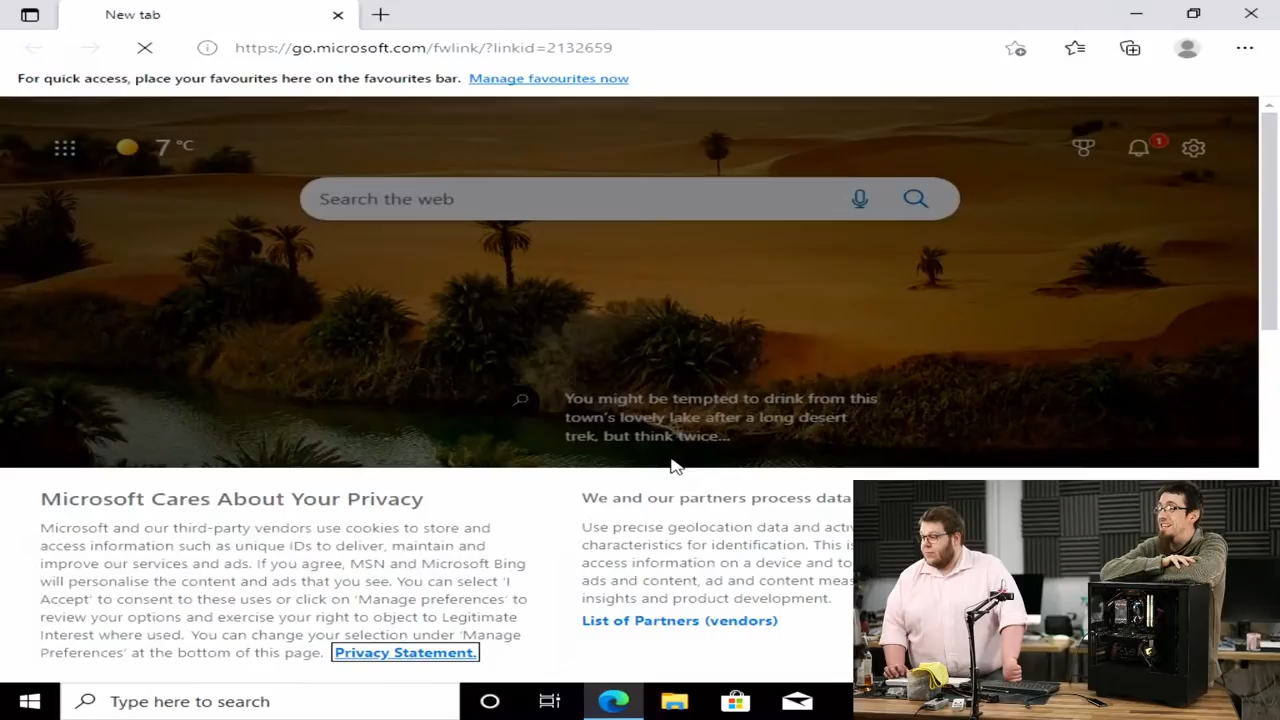 New tab
https://go.microsoft.com/fwlink/?linkid=2132659
For quick access, place your favourites here on the favourites bar. Manage favourites now
7 °C
1
Search the web
You might be tempted to drink from this
town's lovely lake after a long desert
trek, but think twice...
Microsoft Cares About Your Privacy
Microsoft and our third-party vendors use cookies to store and
access information such as unique IDs to deliver, maintain and
improve our services and ads. If you agree, MSN and Microsoft Bing
will personalise the content and ads that you see. You can select 'I
Accept' to consent to these uses or click on 'Manage preferences' to
review your options and exercise your right to object to Legitimate
Interest where used. You can change your selection under 'Manage
Preferences' at the bottom of this page. Privacy Statement.
We and our partners process data
Use precise geolocation data and
characteristics for identification. This
access information on a device and
ads and content, ad and content
insights and product development.
List of Partners (vendors)
Type here to search